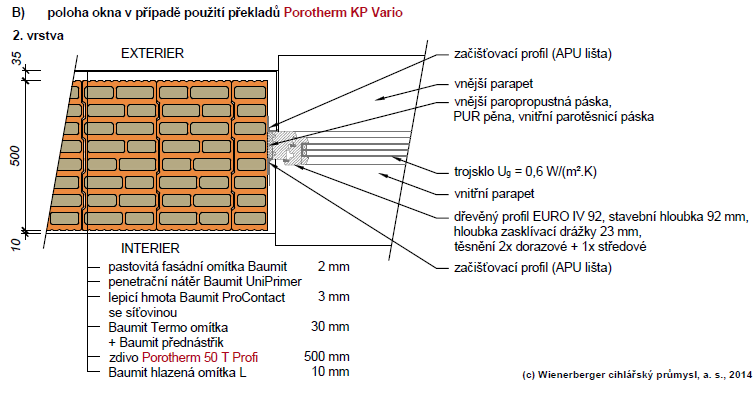 B) poloha okna v případě použití překladů Porotherm KP Vario
2. vrstva
EXTERIER
35
500
10
INTERIER
začišťovací profil (APU lišta)
vnější parapet
vnější paropropustná páska,
PUR pěna, vnitřní parotěsnicí páska
trojsklo Ug = 0,6 W/(m².K)
vnitřní parapet
dřevěný profil EURO IV 92, stavební hloubka 92 mm,
hloubka zasklívací drážky 23 mm,
těsnění 2x dorazové + 1x středové
začišťovací profil (APU lišta)
pastovitá fasádní omítka Baumit 2 mm
penetrační nátěr Baumit UniPrimer
lepicí hmota Baumit ProContact 3 mm
se síťovinou
Baumit Termo omítka 30 mm
+ Baumit přednástřik
zdivo Porotherm 50 T Profi 500 mm
Baumit hlazená omítka L 10 mm
(c) Wienerberger cihlářský průmysl, a. s., 2014